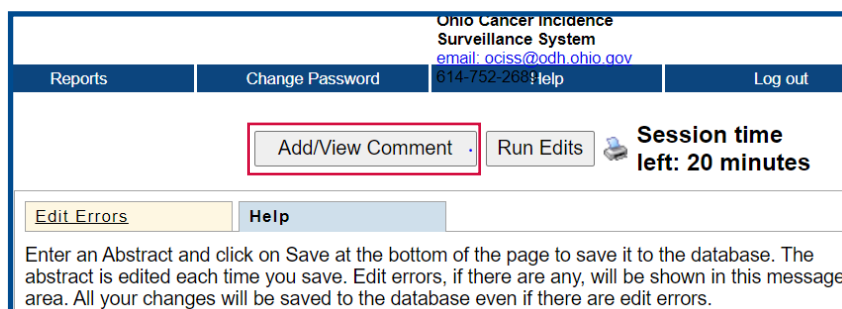 Ohio Cancer Incidence
Surveillance System
email: ociss@odh.ohio.gov
614-752-2689
Reports Change Password Help Log out
Add/View Comment Run Edits Session time
left: 20 minutes
Edit Errors Help
Enter an Abstract and click on Save at the bottom of the page to save it to the database. The
abstract is edited each time you save. Edit errors, if there are any, will be shown in this message
area. All your changes will be saved to the database even if there are edit errors.